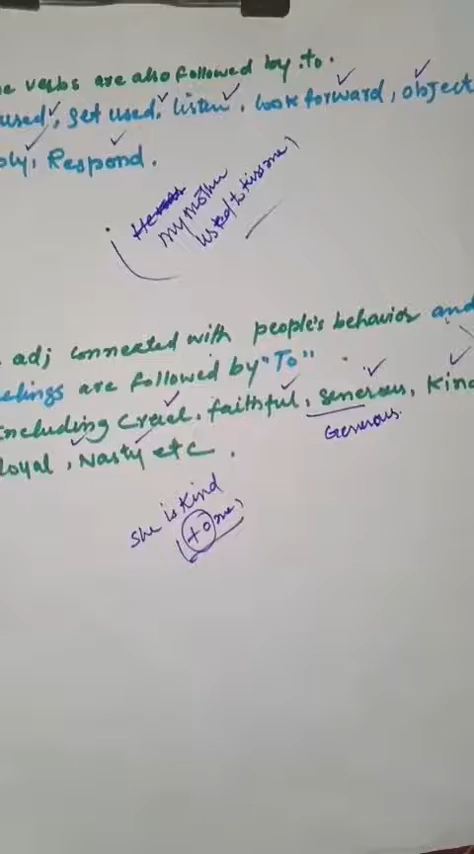 verbs are also followed by to.
used, get used, listen, look forward, object
ply, Respond.
my mother
used to kiss me
adj connected with people's behavior and
elings are followed by "To"
including Cruel, faithful, generous, Kind
loyal, Nasty etc.
Generous.
she is kind
to me